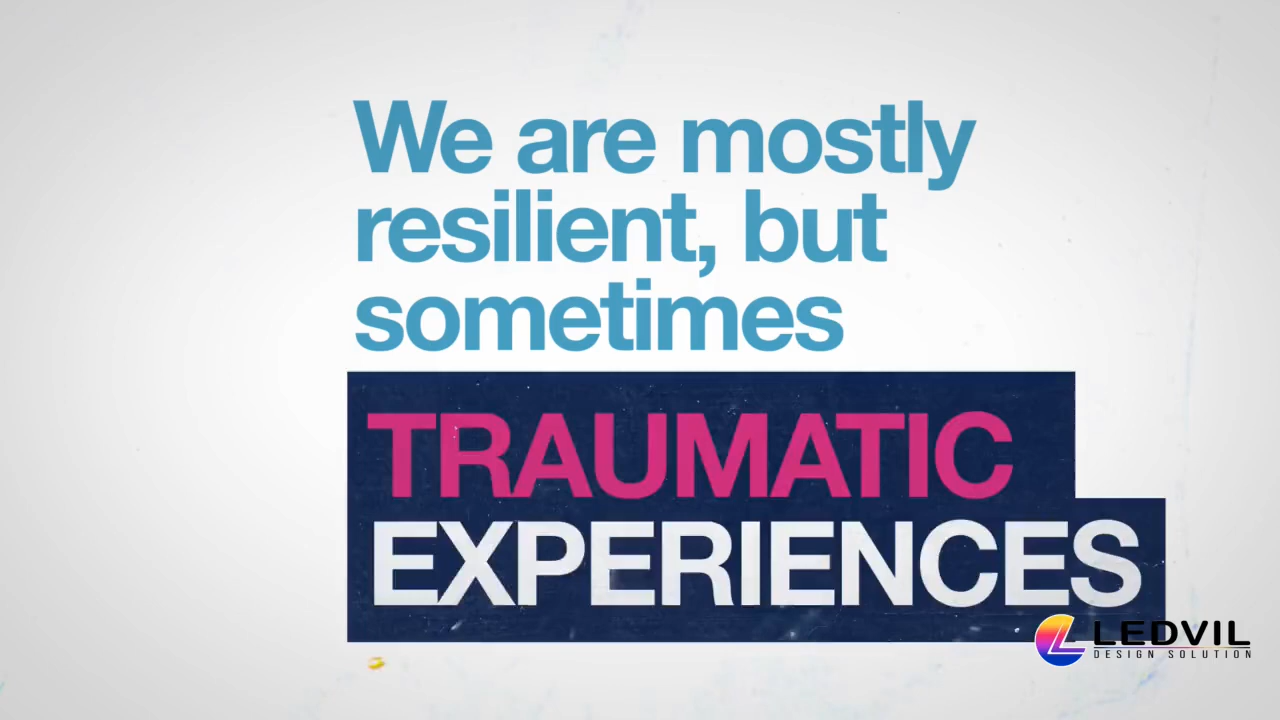 We are mostly
resilient, but
sometimes
TRAUMATIC
EXPERIENCES
LEDVIL
DESIGN SOLUTION